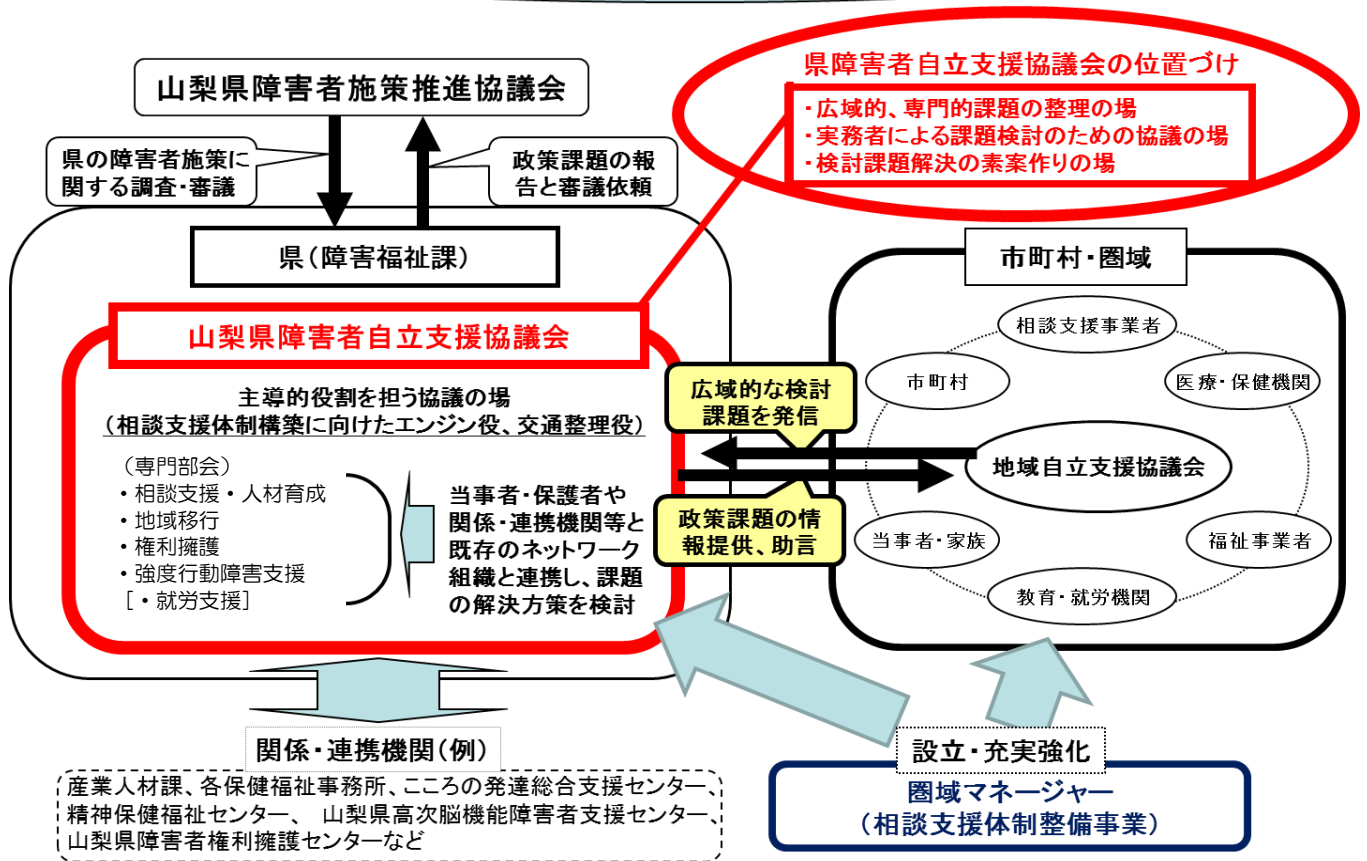 山梨県障害者施策推進協議会
県障害者自立支援協議会の位置づけ
・広域的、専門的課題の整理の場
・実務者による課題検討のための協議の場
・検討課題解決の素案作りの場
県の障害者施策に
関する調査・審議
政策課題の報
告と審議依頼
県(障害福祉課)
山梨県障害者自立支援協議会
主導的役割を担う協議の場
(相談支援体制構築に向けたエンジン役、交通整理役)
(専門部会)
・相談支援・人材育成
・地域移行
・権利擁護
・強度行動障害支援
[・就労支援]
当事者・保護者や
関係・連携機関等と
既存のネットワーク
組織と連携し、課題
の解決方策を検討
広域的な検討
課題を発信
政策課題の情
報提供、助言
市町村・圏域
相談支援事業者
市町村
医療・保健機関
地域自立支援協議会
当事者・家族
福祉事業者
教育・就労機関
関係・連携機関(例)
産業人材課、各保健福祉事務所、こころの発達総合支援センター、
精神保健福祉センター、 山梨県高次脳機能障害者支援センター、
山梨県障害者権利擁護センターなど
設立・充実強化
圏域マネージャー
(相談支援体制整備事業)